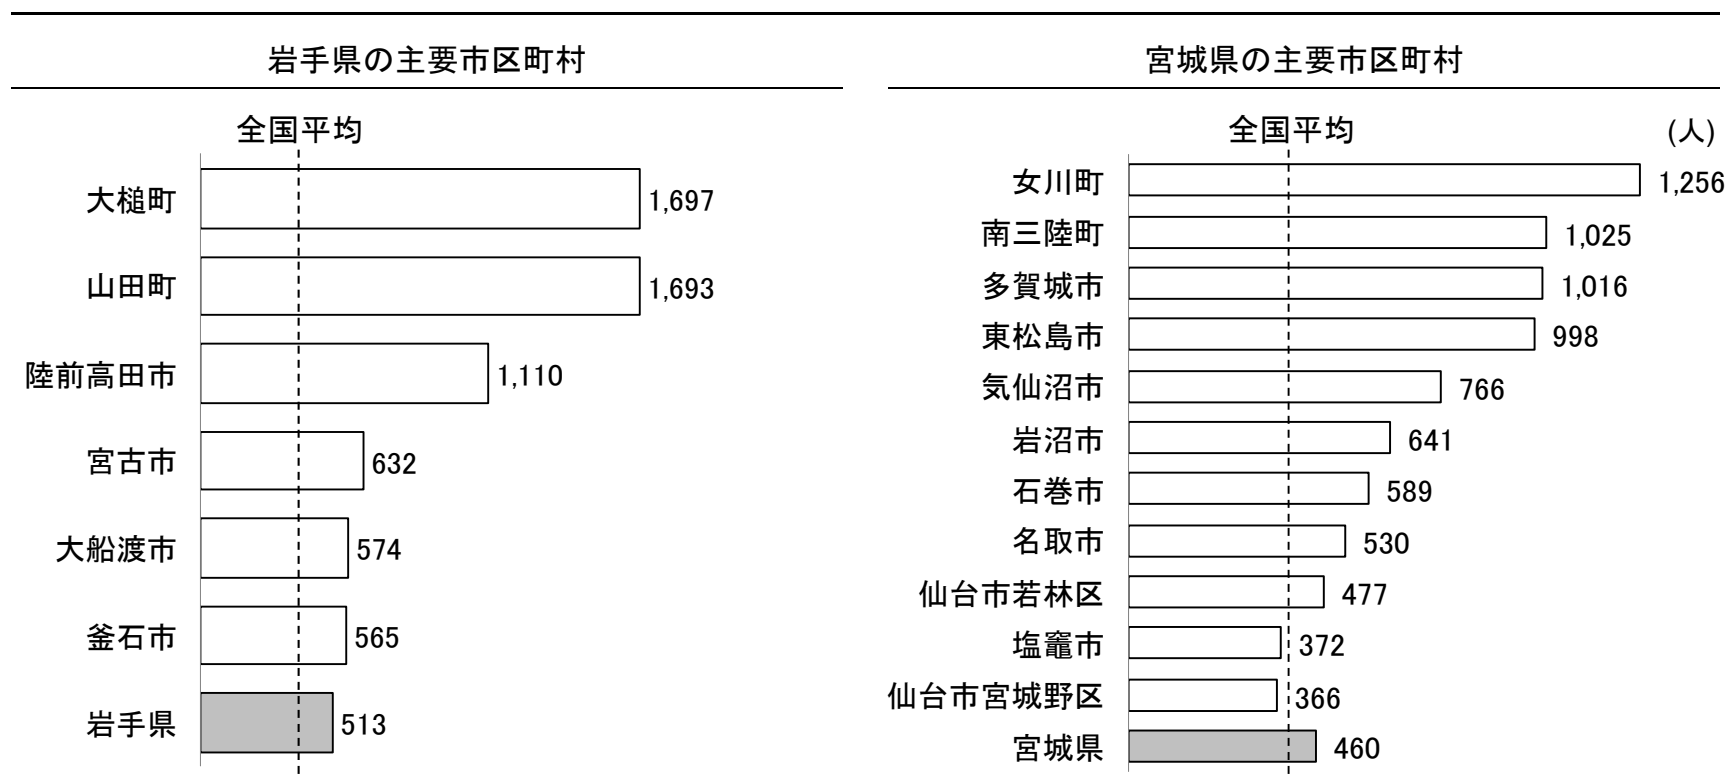 岩手県の主要市区町村
全国平均
大槌町 1,697
山田町 1,693
陸前高田市 1,110
宮古市 632
大船渡市 574
釜石市 565
岩手県 513
宮城県の主要市区町村
全国平均 (人)
女川町 1,256
南三陸町 1,025
多賀城市 1,016
東松島市 998
気仙沼市 766
岩沼市 641
石巻市 589
名取市 530
仙台市若林区 477
塩竈市 372
仙台市宮城野区 366
宮城県 460